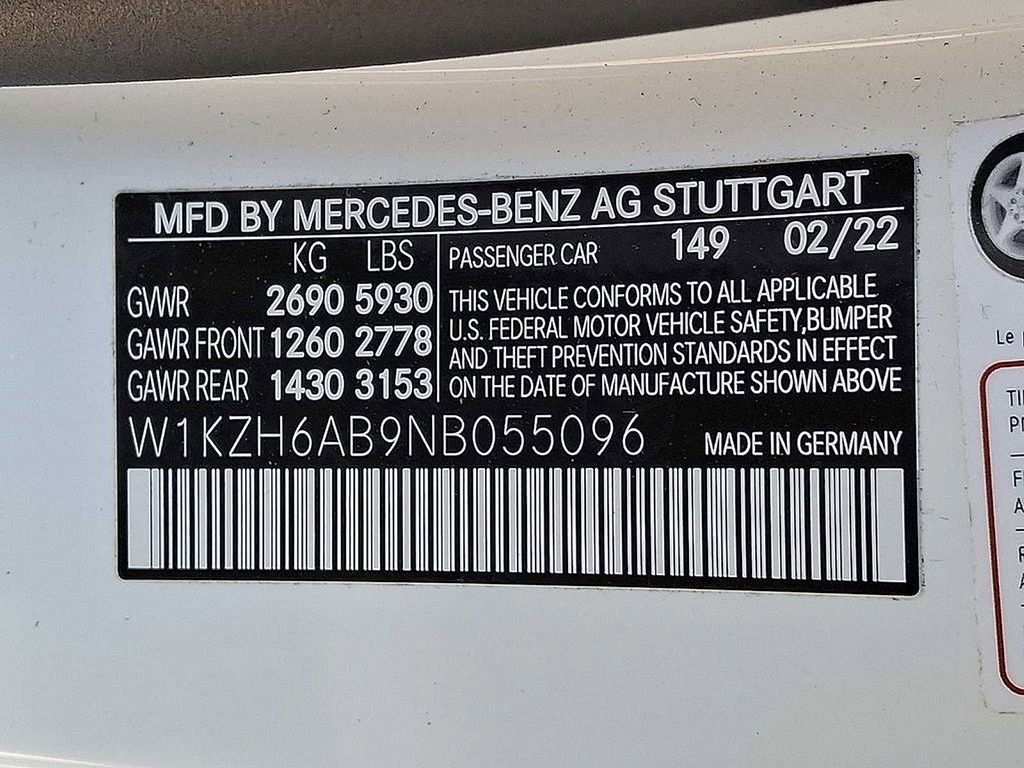 MFD BY MERCEDES-BENZ AG STUTTGART
KG LBS
PASSENGER CAR 149 02/22
GVWR 2690 5930
GAWR FRONT 1260 2778
GAWR REAR 1430 3153
THIS VEHICLE CONFORMS TO ALL APPLICABLE
U.S. FEDERAL MOTOR VEHICLE SAFETY,BUMPER
AND THEFT PREVENTION STANDARDS IN EFFECT
ON THE DATE OF MANUFACTURE SHOWN ABOVE
W1KZH6AB9NB055096
MADE IN GERMANY
Le